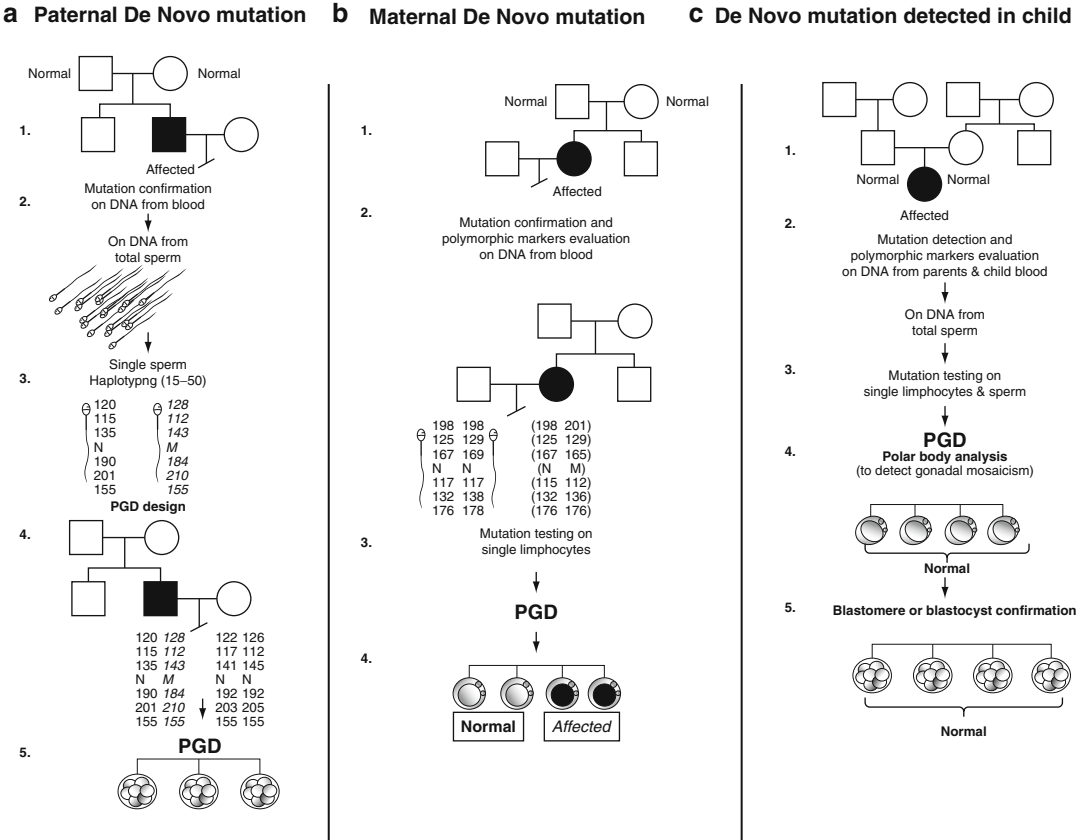 a Paternal De Novo mutation
Normal
Normal
1.
Affected
2.
Mutation confirmation
on DNA from blood
On DNA from
total sperm
3.
Single sperm
Haplotypng (15–50)
120 128
115 112
135 143
N M
190 184
201 210
155 155
PGD design
4.
120 128 122 126
115 112 117 112
135 143 141 145
N M N N
190 184 192 192
201 210 203 205
155 155 155 155
PGD
5.
b Maternal De Novo mutation
Normal
Normal
1.
Affected
2.
Mutation confirmation and
polymorphic markers evaluation
on DNA from blood
198 198 (198 201)
125 129 (125 129)
167 169 (167 165)
N N (N M)
117 117 (115 112)
132 138 (132 136)
176 178 (176 176)
3.
Mutation testing on
single limphocytes
PGD
4.
Normal
Affected
c De Novo mutation detected in child
1.
Normal
Normal
Affected
2.
Mutation detection and
polymorphic markers evaluation
on DNA from parents & child blood
On DNA from
total sperm
3.
Mutation testing on
single limphocytes & sperm
4.
PGD
Polar body analysis
(to detect gonadal mosaicism)
Normal
5.
Blastomere or blastocyst confirmation
Normal